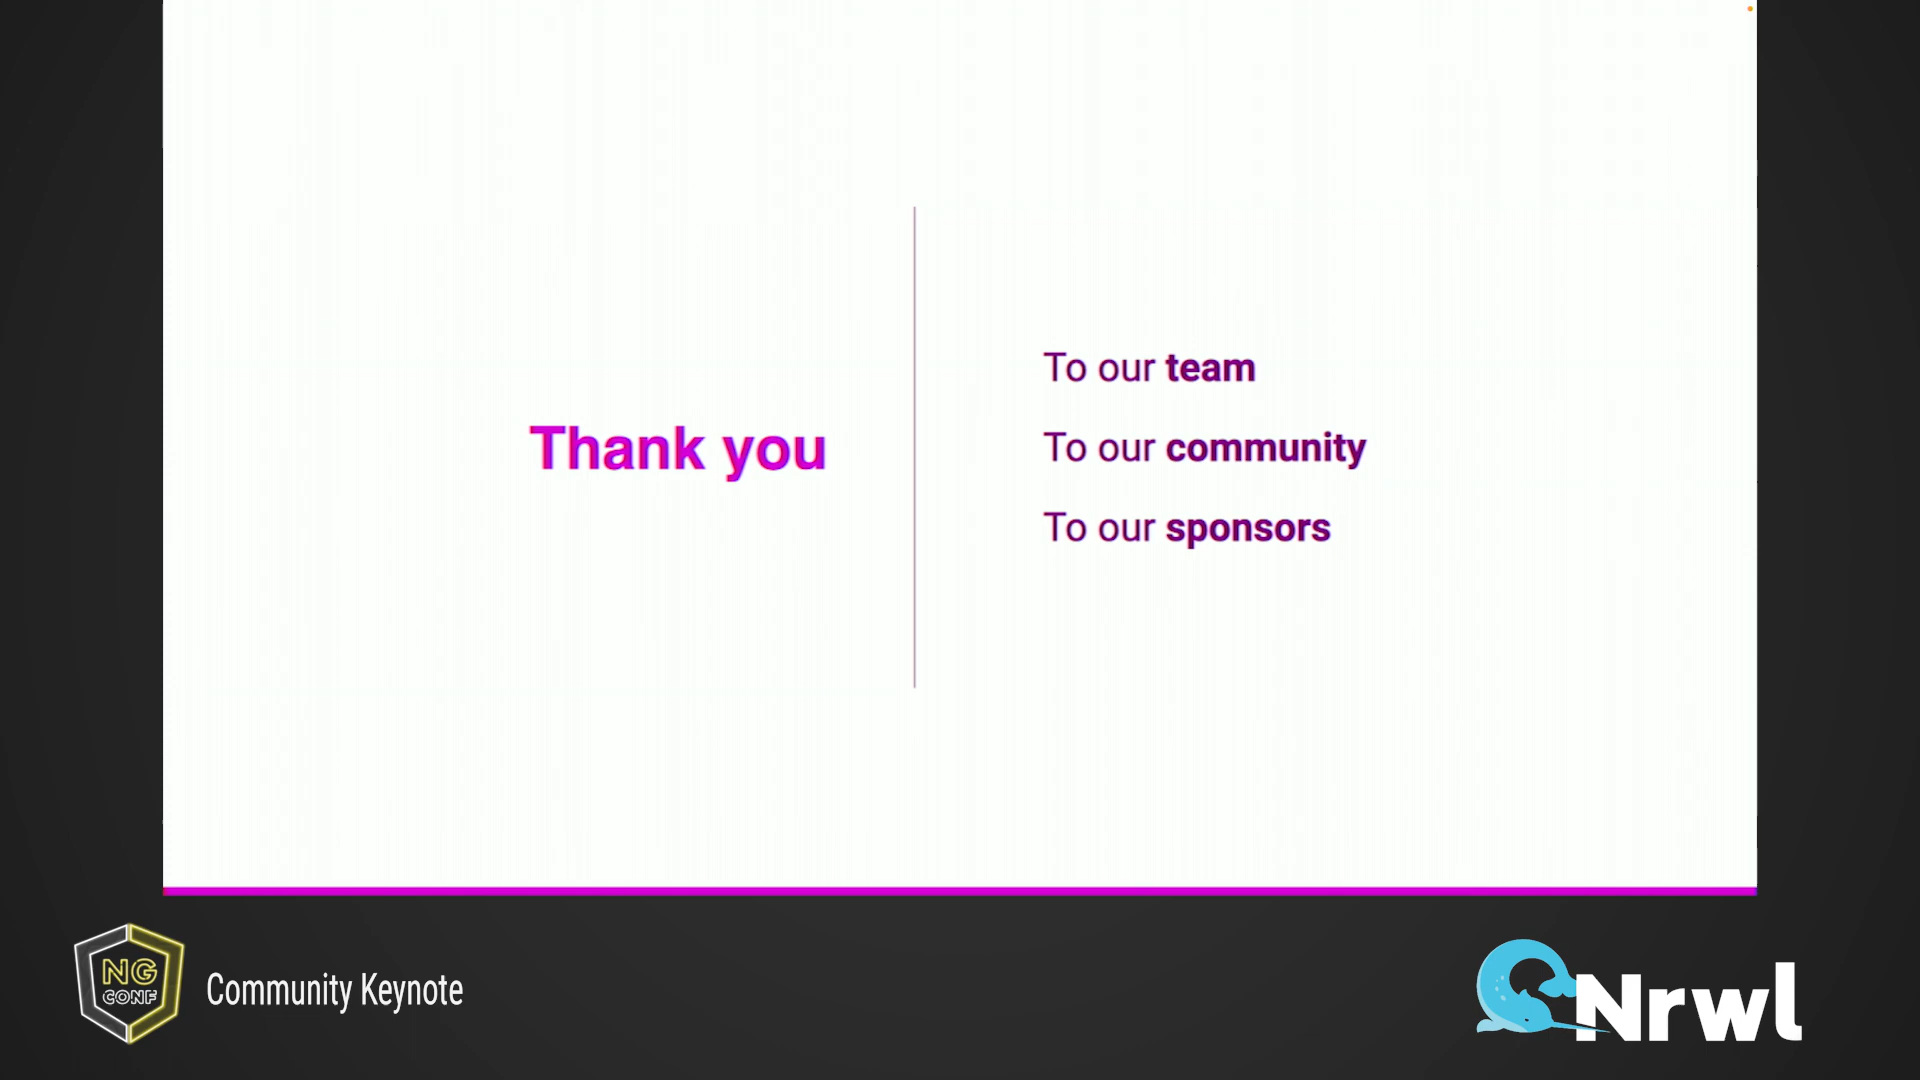 Thank you
To our team
To our community
To our sponsors
NG
CONF
Community Keynote
Nrwl